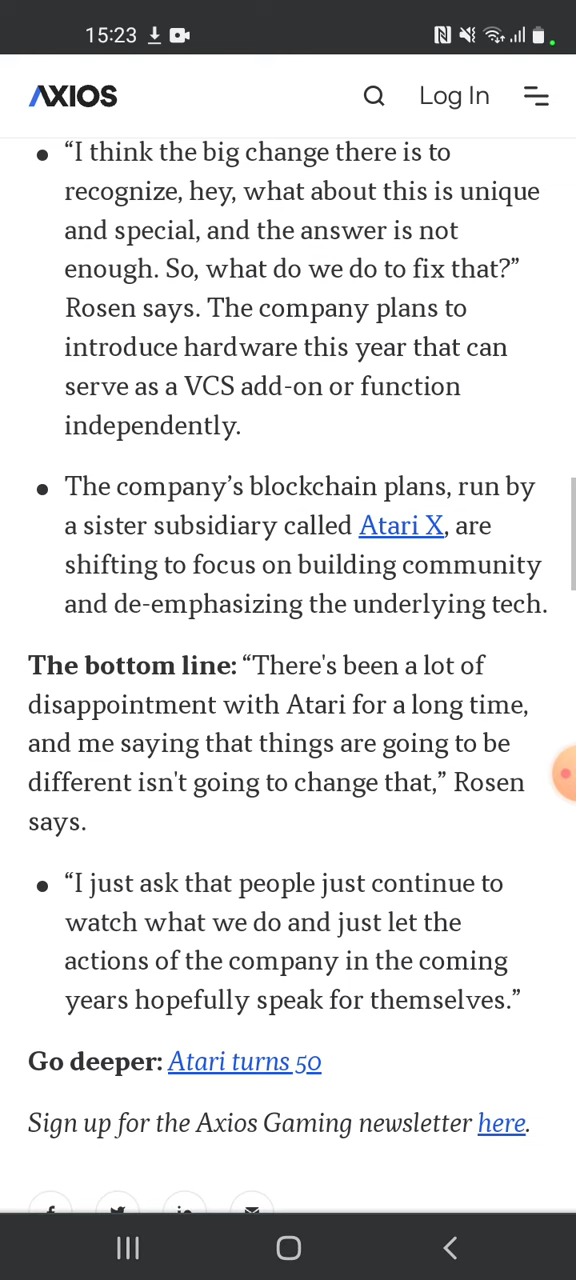 15:23
AXIOS
Log In
• “I think the big change there is to
recognize, hey, what about this is unique
and special, and the answer is not
enough. So, what do we do to fix that?”
Rosen says. The company plans to
introduce hardware this year that can
serve as a VCS add-on or function
independently.
• The company’s blockchain plans, run by
a sister subsidiary called Atari X, are
shifting to focus on building community
and de-emphasizing the underlying tech.
The bottom line: “There's been a lot of
disappointment with Atari for a long time,
and me saying that things are going to be
different isn't going to change that,” Rosen
says.
• “I just ask that people just continue to
watch what we do and just let the
actions of the company in the coming
years hopefully speak for themselves.”
Go deeper: Atari turns 50
Sign up for the Axios Gaming newsletter here.